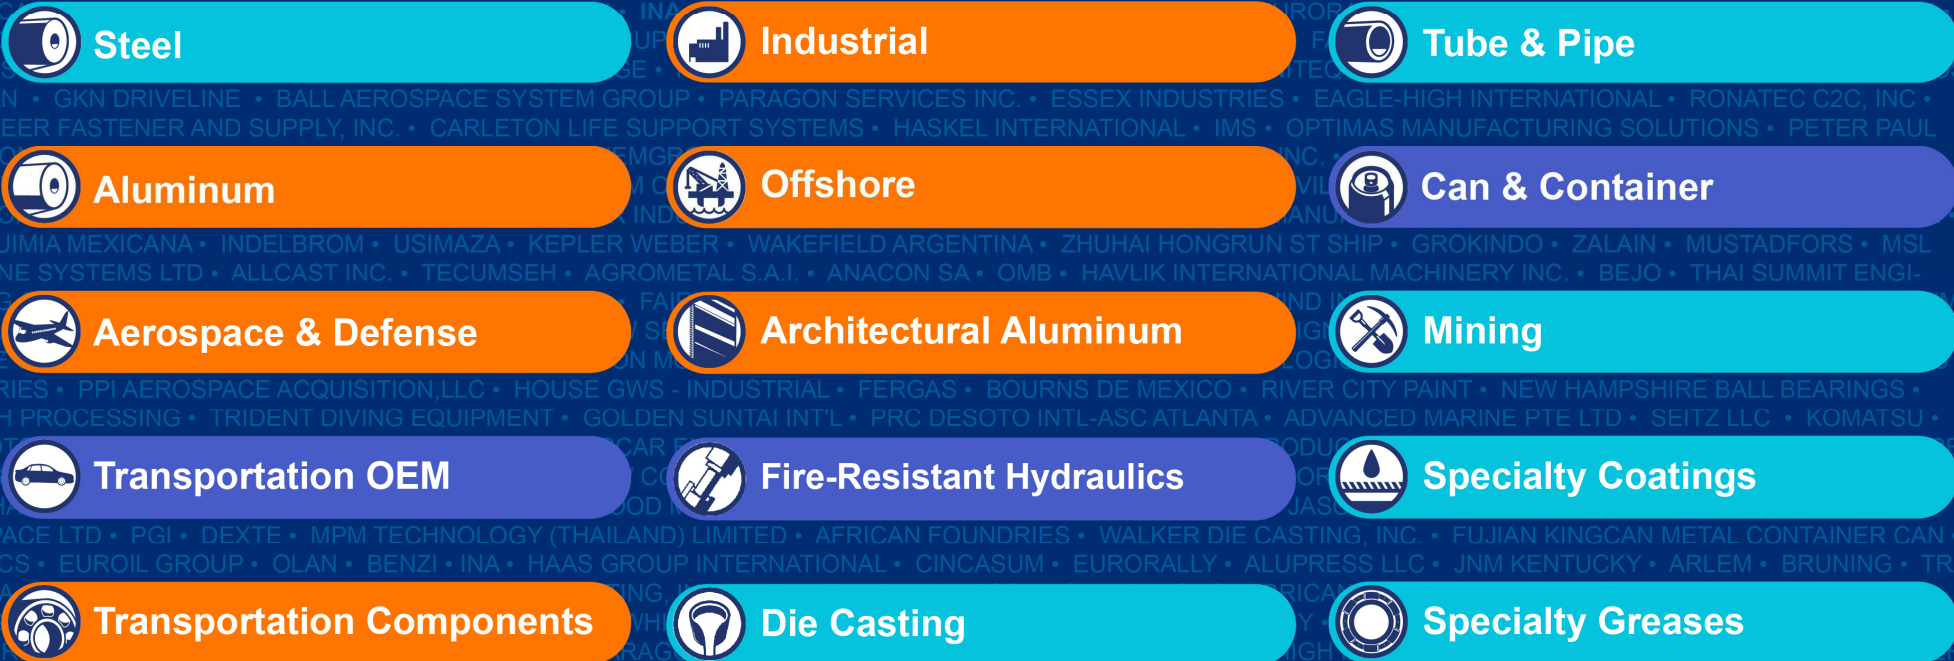 Steel
Industrial
Tube & Pipe
N • GKN DRIVELINE • BALL AEROSPACE SYSTEM GROUP • PARAGON SERVICES INC. • ESSEX INDUSTRIES • EAGLE-HIGH INTERNATIONAL • RONATEC C2C, INC •
EER FASTENER AND SUPPLY, INC. • CARLETON LIFE SUPPORT SYSTEMS • HASKEL INTERNATIONAL • IMS • OPTIMAS MANUFACTURING SOLUTIONS • PETER PAUL
Aluminum
Offshore
Can & Container
UIMIA MEXICANA • INDELBROM • USIMAZA • KEPLER WEBER • WAKEFIELD ARGENTINA • ZHUHAI HONGRUN ST SHIP • GROKINDO • ZALAIN • MUSTADFORS • MSL
NE SYSTEMS LTD • ALLCAST INC. • TECUMSEH • AGROMETAL S.A.I. • ANACON SA • OMB • HAVLIK INTERNATIONAL MACHINERY INC. • BEJO • THAI SUMMIT ENGI-
Aerospace & Defense
Architectural Aluminum
Mining
RIES • PPI AEROSPACE ACQUISITION,LLC • HOUSE GWS - INDUSTRIAL • FERGAS • BOURNS DE MEXICO • RIVER CITY PAINT • NEW HAMPSHIRE BALL BEARINGS •
H PROCESSING • TRIDENT DIVING EQUIPMENT • GOLDEN SUNTAI INT'L • PRC DESOTO INTL-ASC ATLANTA • ADVANCED MARINE PTE LTD • SEITZ LLC • KOMATSU •
Transportation OEM
Fire-Resistant Hydraulics
Specialty Coatings
ACE LTD • PGI • DEXTE • MPM TECHNOLOGY (THAILAND) LIMITED • AFRICAN FOUNDRIES • WALKER DIE CASTING, INC. • FUJIAN KINGCAN METAL CONTAINER CAN •
CS • EUROIL GROUP • OLAN • BENZI • INA • HAAS GROUP INTERNATIONAL • CINCASUM • EURORALLY • ALUPRESS LLC • JNM KENTUCKY • ARLEM • BRUNING • TR
Transportation Components
Die Casting
Specialty Greases